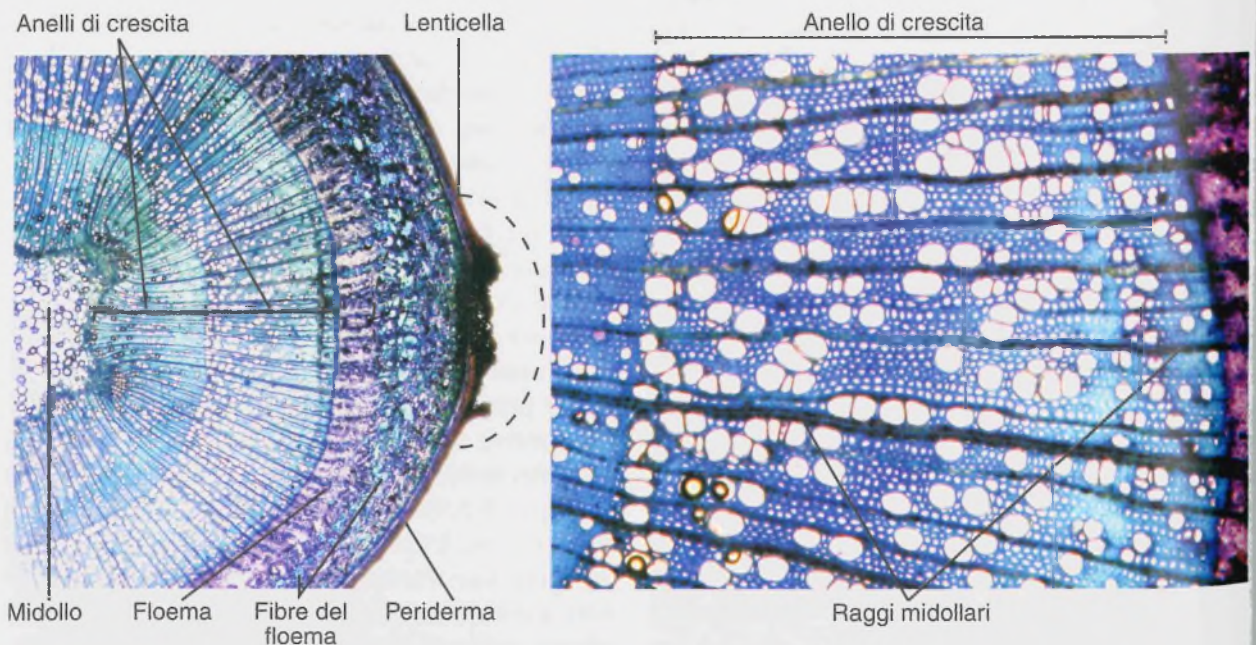 Anelli di crescita
Lenticella
Anello di crescita
Midollo
Floema
Fibre del
floema
Periderma
Raggi midollari